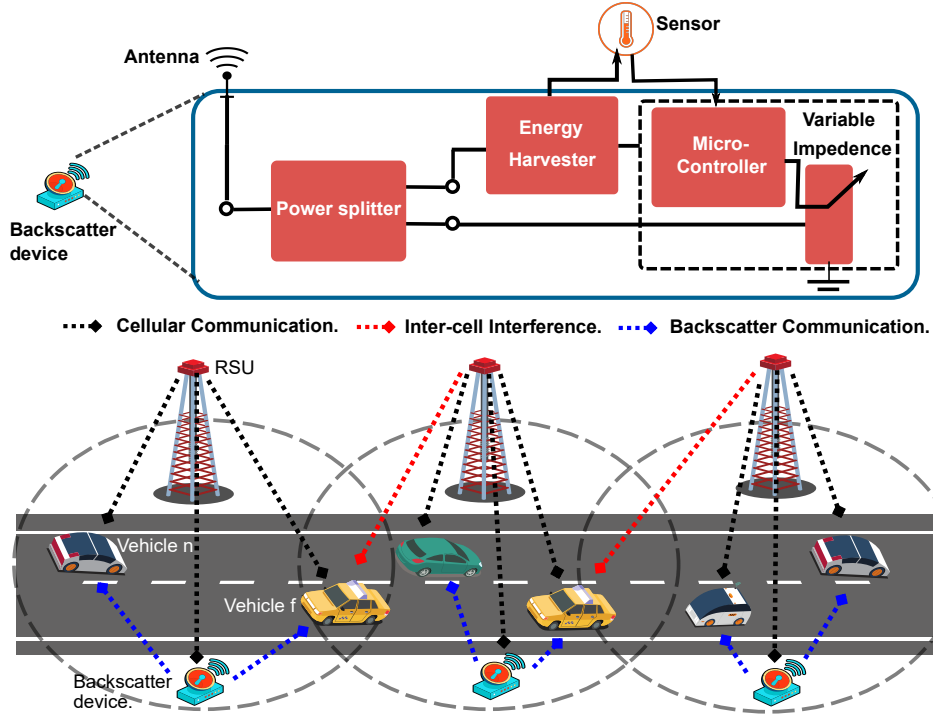 Sensor
Antenna
Energy
Harvester
Micro-
Controller
Variable
Impedence
Power splitter
Backscatter
device
Cellular Communication.
Inter-cell Interference.
Backscatter Communication.
RSU
Vehicle n
Vehicle f
Backscatter
device.